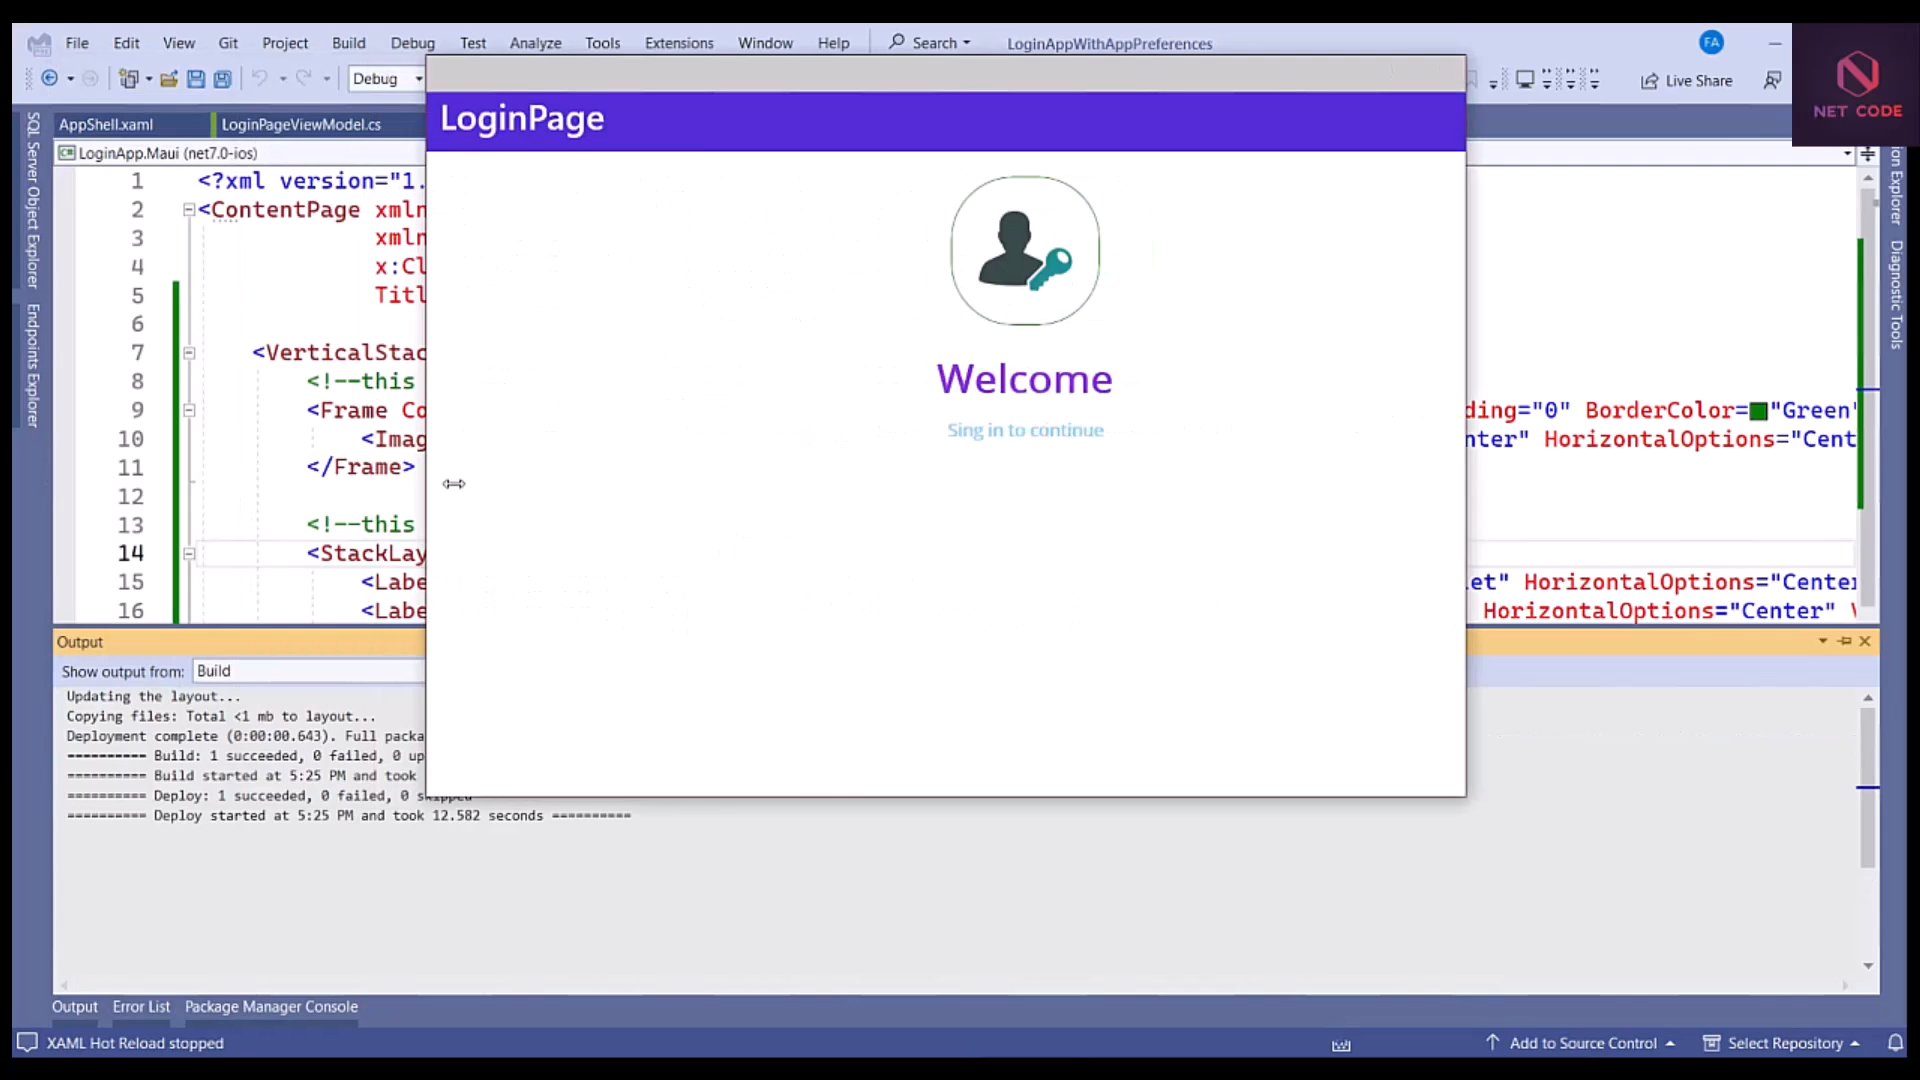 File Edit View Git Project Build Debug Test Analyze Tools Extensions Window Help Search LoginAppWithAppPreferences FA
Debug Live Share
NET CODE
AppShell.xaml LoginPageViewModel.cs
LoginApp.Maui (net7.0-ios)
SQL Server Object Explorer
Endpoints Explorer
1 <?xml version="1.
2 <ContentPage xmln
3 xmln
4 x:Cl
5 Titl
6
7 <VerticalStac
8 <!--this
9 <Frame Co ding="0" BorderColor="Green"
10 <Imag nter" HorizontalOptions="Cent
11 </Frame>
12
13 <!--this
14 <StackLay
15 <Labe et" HorizontalOptions="Center
16 <Labe HorizontalOptions="Center"
LoginPage
Welcome
Sing in to continue
ion Explorer
Diagnostic Tools
Output
Show output from: Build
Updating the layout...
Copying files: Total <1 mb to layout...
Deployment complete (0:00:00.643). Full packa
========== Build: 1 succeeded, 0 failed, 0 up
========== Build started at 5:25 PM and took
========== Deploy: 1 succeeded, 0 failed, 0 skipped
========== Deploy started at 5:25 PM and took 12.582 seconds ==========
Output Error List Package Manager Console
XAML Hot Reload stopped Add to Source Control Select Repository